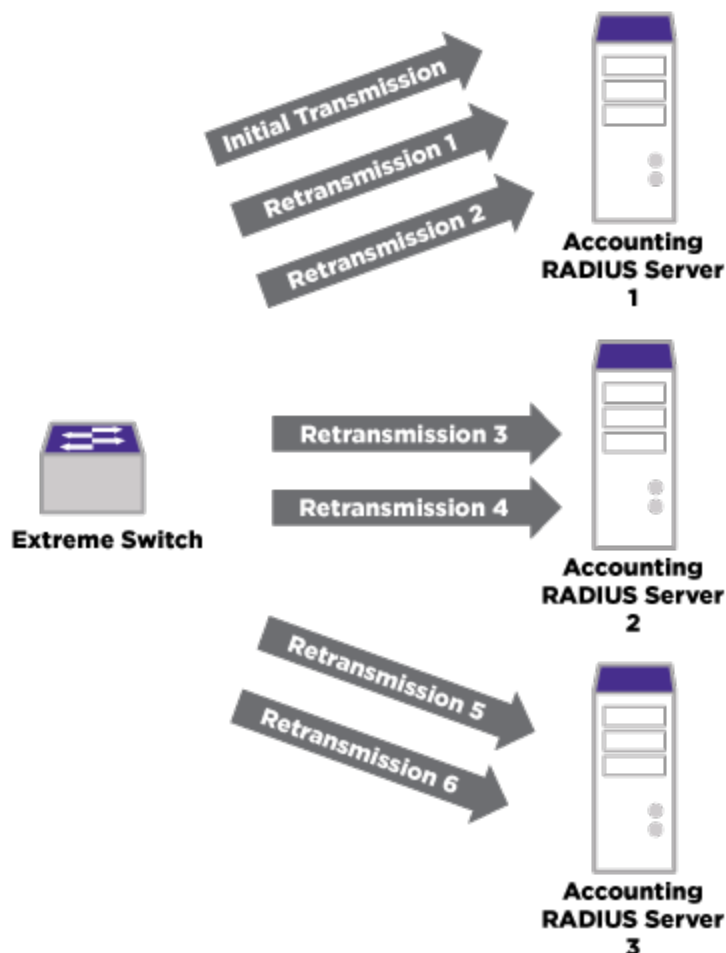 Initial Transmission
Retransmission 1
Retransmission 2
Accounting
RADIUS Server
1
Retransmission 3
Retransmission 4
Extreme Switch
Accounting
RADIUS Server
2
Retransmission 5
Retransmission 6
Accounting
RADIUS Server
3